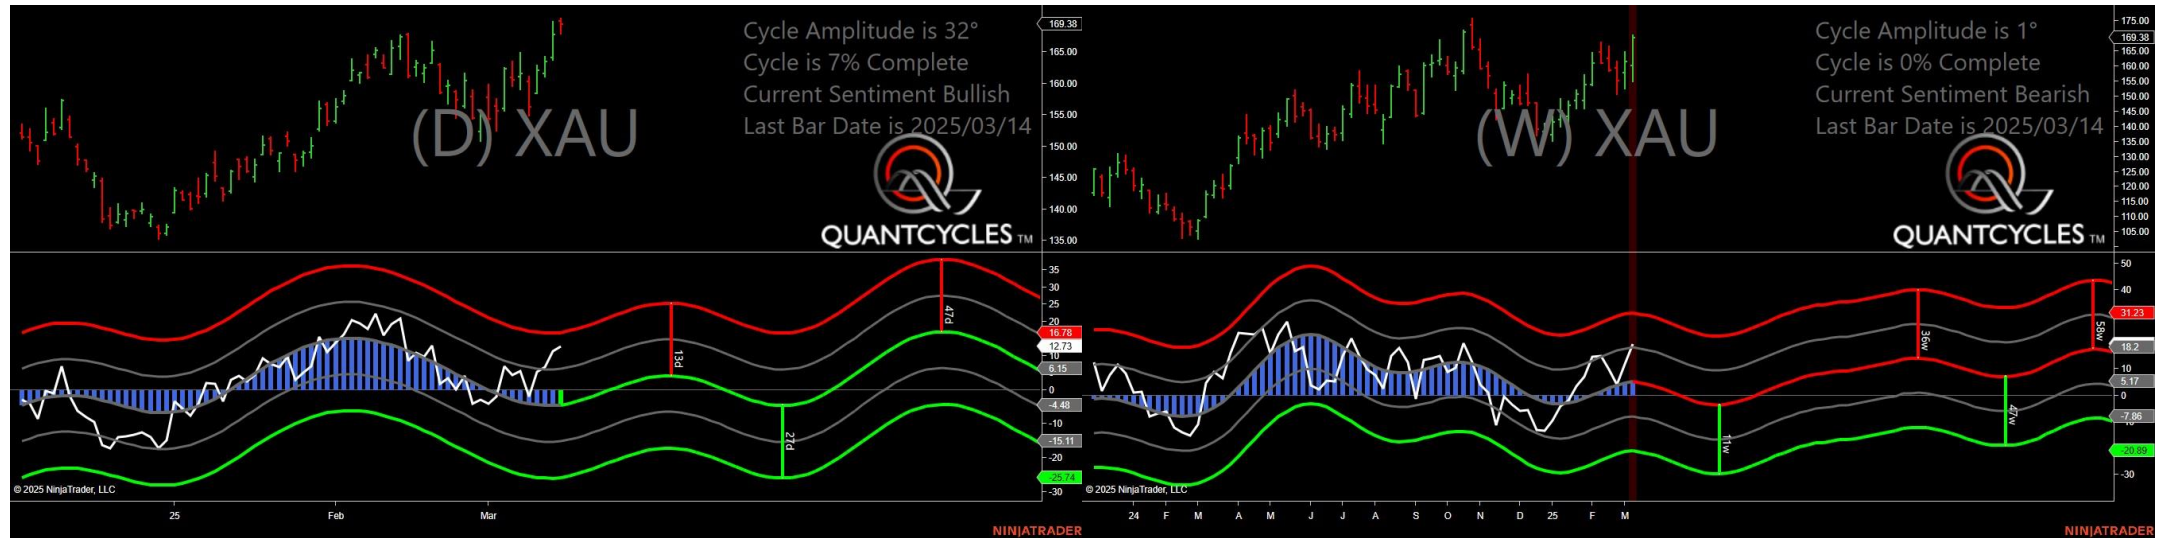 Cycle Amplitude is 32°
Cycle is 7% Complete
Current Sentiment Bullish
Last Bar Date is 2025/03/14
(D) XAU
QUANTCYCLES TM
169.38
165.00
160.00
155.00
150.00
145.00
140.00
135.00
35
30
25
20
16.78
12.73
10
6.15
0
-4.48
-10
-15.11
-20
-25.74
-30
13d
27d
47d
© 2025 NinjaTrader, LLC
25
Feb
Mar
NINJATRADER
Cycle Amplitude is 1°
Cycle is 0% Complete
Current Sentiment Bearish
Last Bar Date is 2025/03/14
(W) XAU
QUANTCYCLES TM
175.00
169.38
165.00
160.00
155.00
150.00
145.00
140.00
135.00
130.00
125.00
120.00
115.00
110.00
105.00
50
40
31.23
18.2
10
5.17
0
-7.86
-20.89
-30
11w
36w
47w
58w
© 2025 NinjaTrader, LLC
24
F
M
A
M
J
J
A
S
O
N
D
25
F
M
NINJATRADER